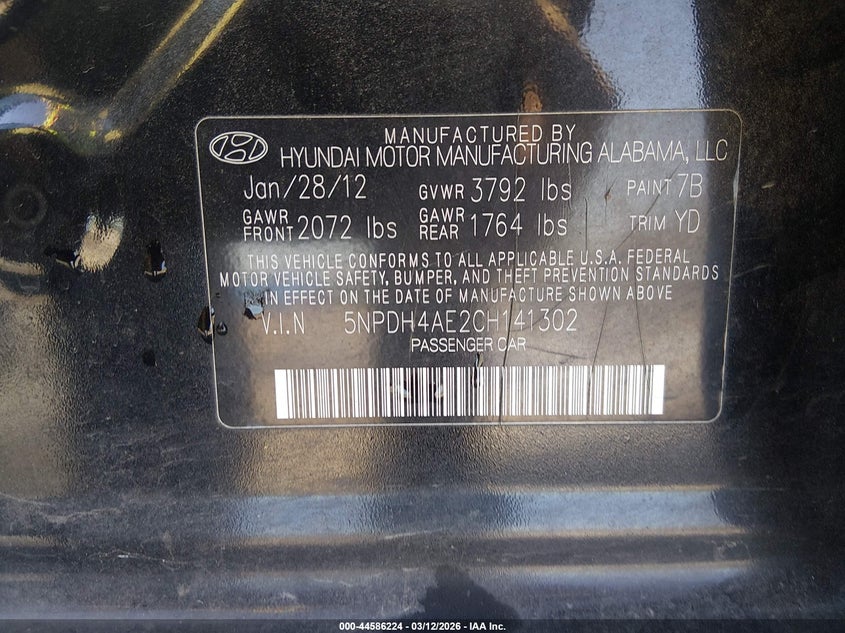 MANUFACTURED BY
HYUNDAI MOTOR MANUFACTURING ALABAMA, LLC
Jan/28/12 GVWR 3792 lbs PAINT 7B
GAWR FRONT 2072 lbs GAWR REAR 1764 lbs TRIM YD
THIS VEHICLE CONFORMS TO ALL APPLICABLE U.S.A. FEDERAL
MOTOR VEHICLE SAFETY, BUMPER, AND THEFT PREVENTION STANDARDS
IN EFFECT ON THE DATE OF MANUFACTURE SHOWN ABOVE
V.I.N 5NPDH4AE2CH141302
PASSENGER CAR
000-44586224 - 03/12/2026 - IAA Inc.